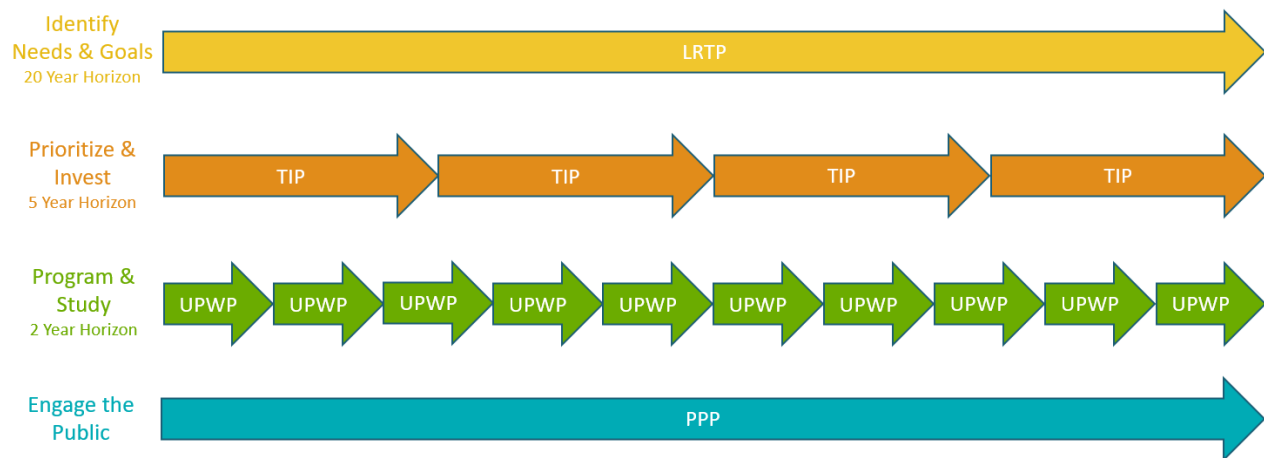 Identify
Needs & Goals
20 Year Horizon
LRTP
Prioritize &
Invest
5 Year Horizon
TIP
TIP
TIP
TIP
Program &
Study
2 Year Horizon
UPWP
UPWP
UPWP
UPWP
UPWP
UPWP
UPWP
UPWP
UPWP
UPWP
Engage the
Public
PPP